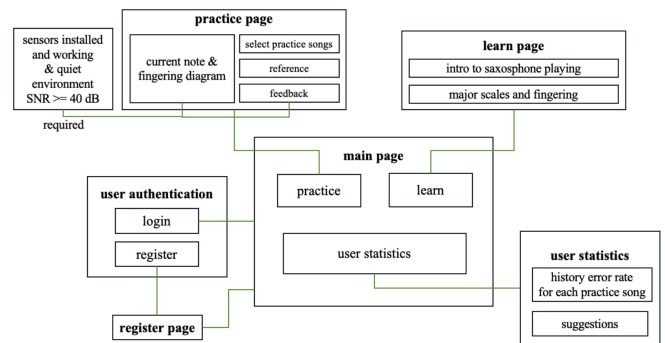 practice page
sensors installed
and working
& quiet
environment
SNR >= 40 dB
required
current note &
fingering diagram
select practice songs
reference
feedback
learn page
intro to saxosphone playing
major scales and fingering
main page
practice
learn
user statistics
user authentication
login
register
register page
user statistics
history error rate
for each practice song
suggestions